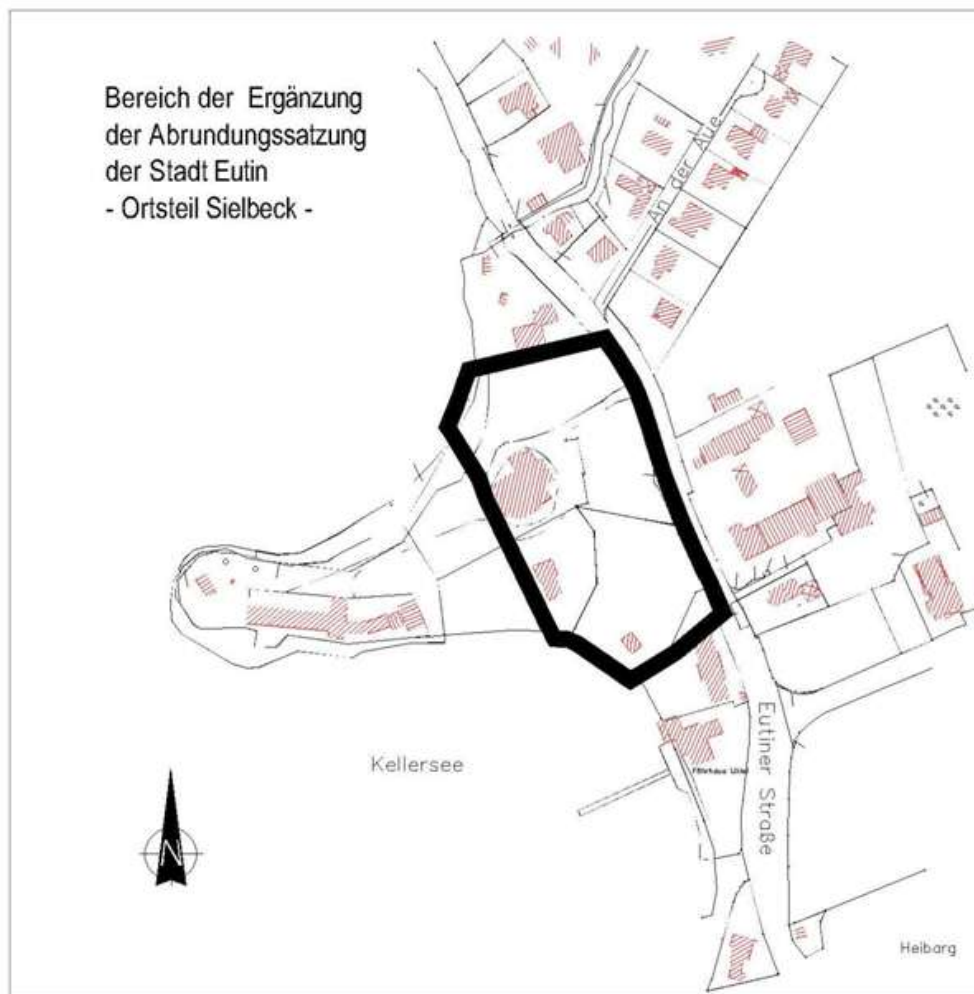 Bereich der Ergänzung
der Abrundungssatzung
der Stadt Eutin
- Ortsteil Sielbeck -
An der Aue
Kellersee
Eutiner Straße
N
Heibarg